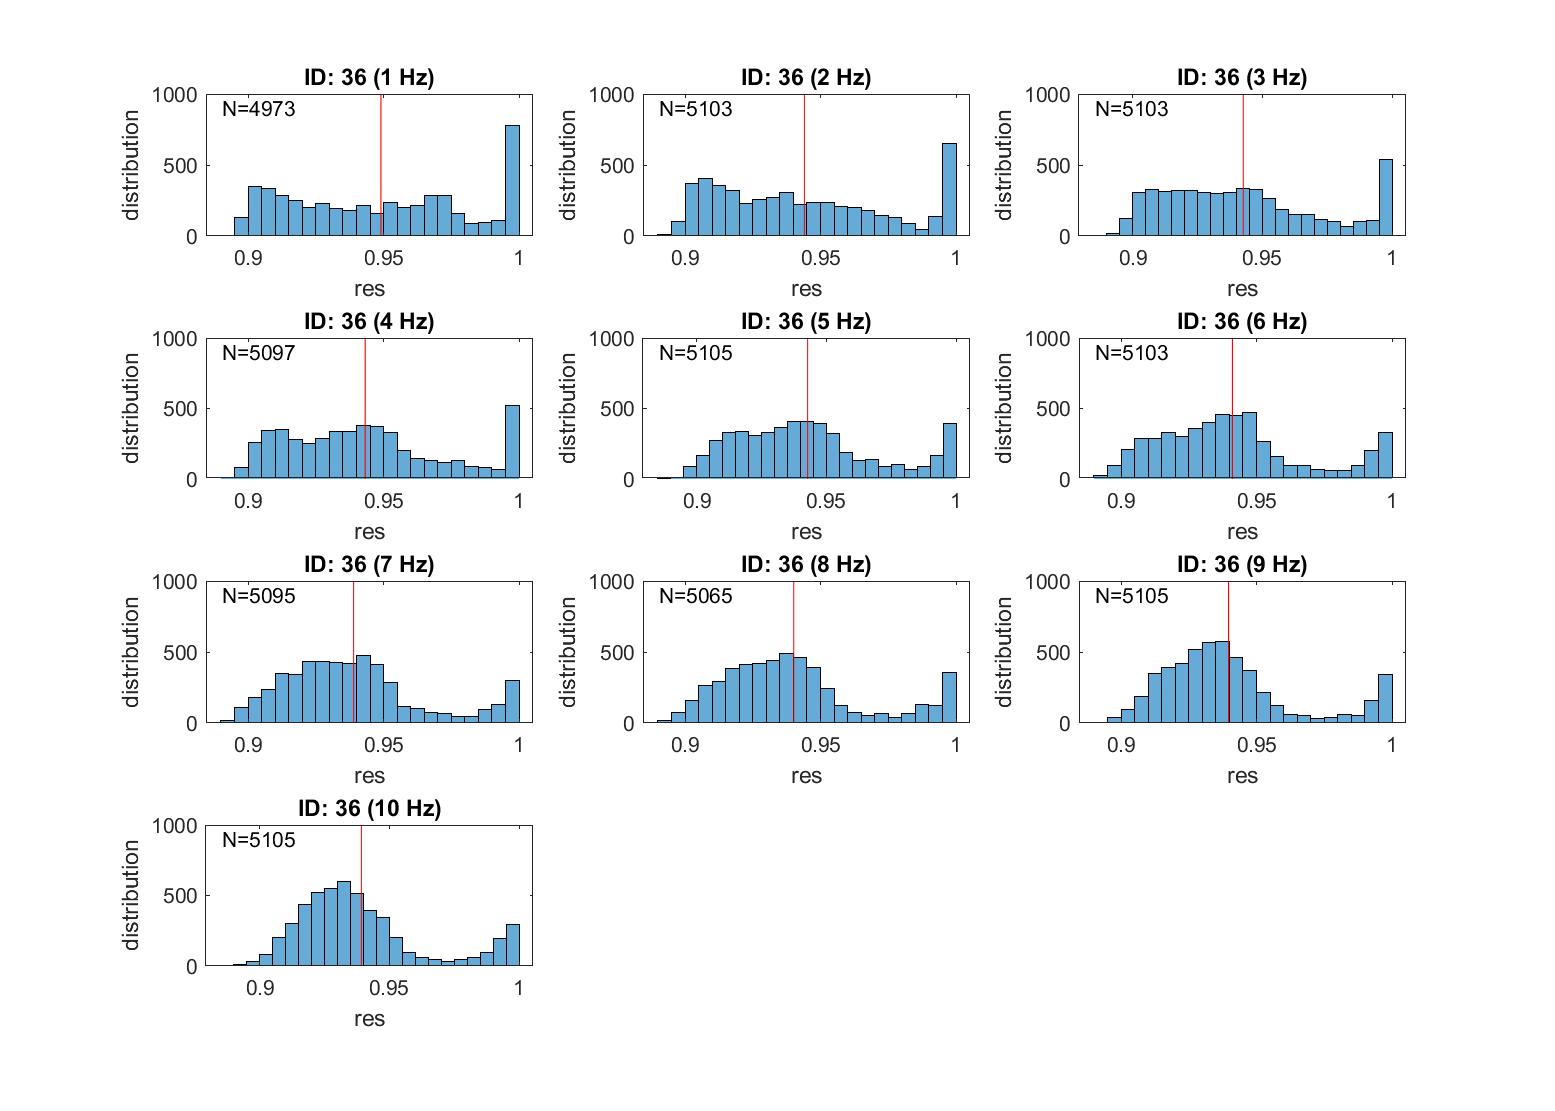 ID: 36 (1 Hz)
N=4973
distribution
1000
500
0
0.9 0.95 1
res
ID: 36 (2 Hz)
N=5103
distribution
1000
500
0
0.9 0.95 1
res
ID: 36 (3 Hz)
N=5103
distribution
1000
500
0
0.9 0.95 1
res
ID: 36 (4 Hz)
N=5097
distribution
1000
500
0
0.9 0.95 1
res
ID: 36 (5 Hz)
N=5105
distribution
1000
500
0
0.9 0.95 1
res
ID: 36 (6 Hz)
N=5103
distribution
1000
500
0
0.9 0.95 1
res
ID: 36 (7 Hz)
N=5095
distribution
1000
500
0
0.9 0.95 1
res
ID: 36 (8 Hz)
N=5065
distribution
1000
500
0
0.9 0.95 1
res
ID: 36 (9 Hz)
N=5105
distribution
1000
500
0
0.9 0.95 1
res
ID: 36 (10 Hz)
N=5105
distribution
1000
500
0
0.9 0.95 1
res